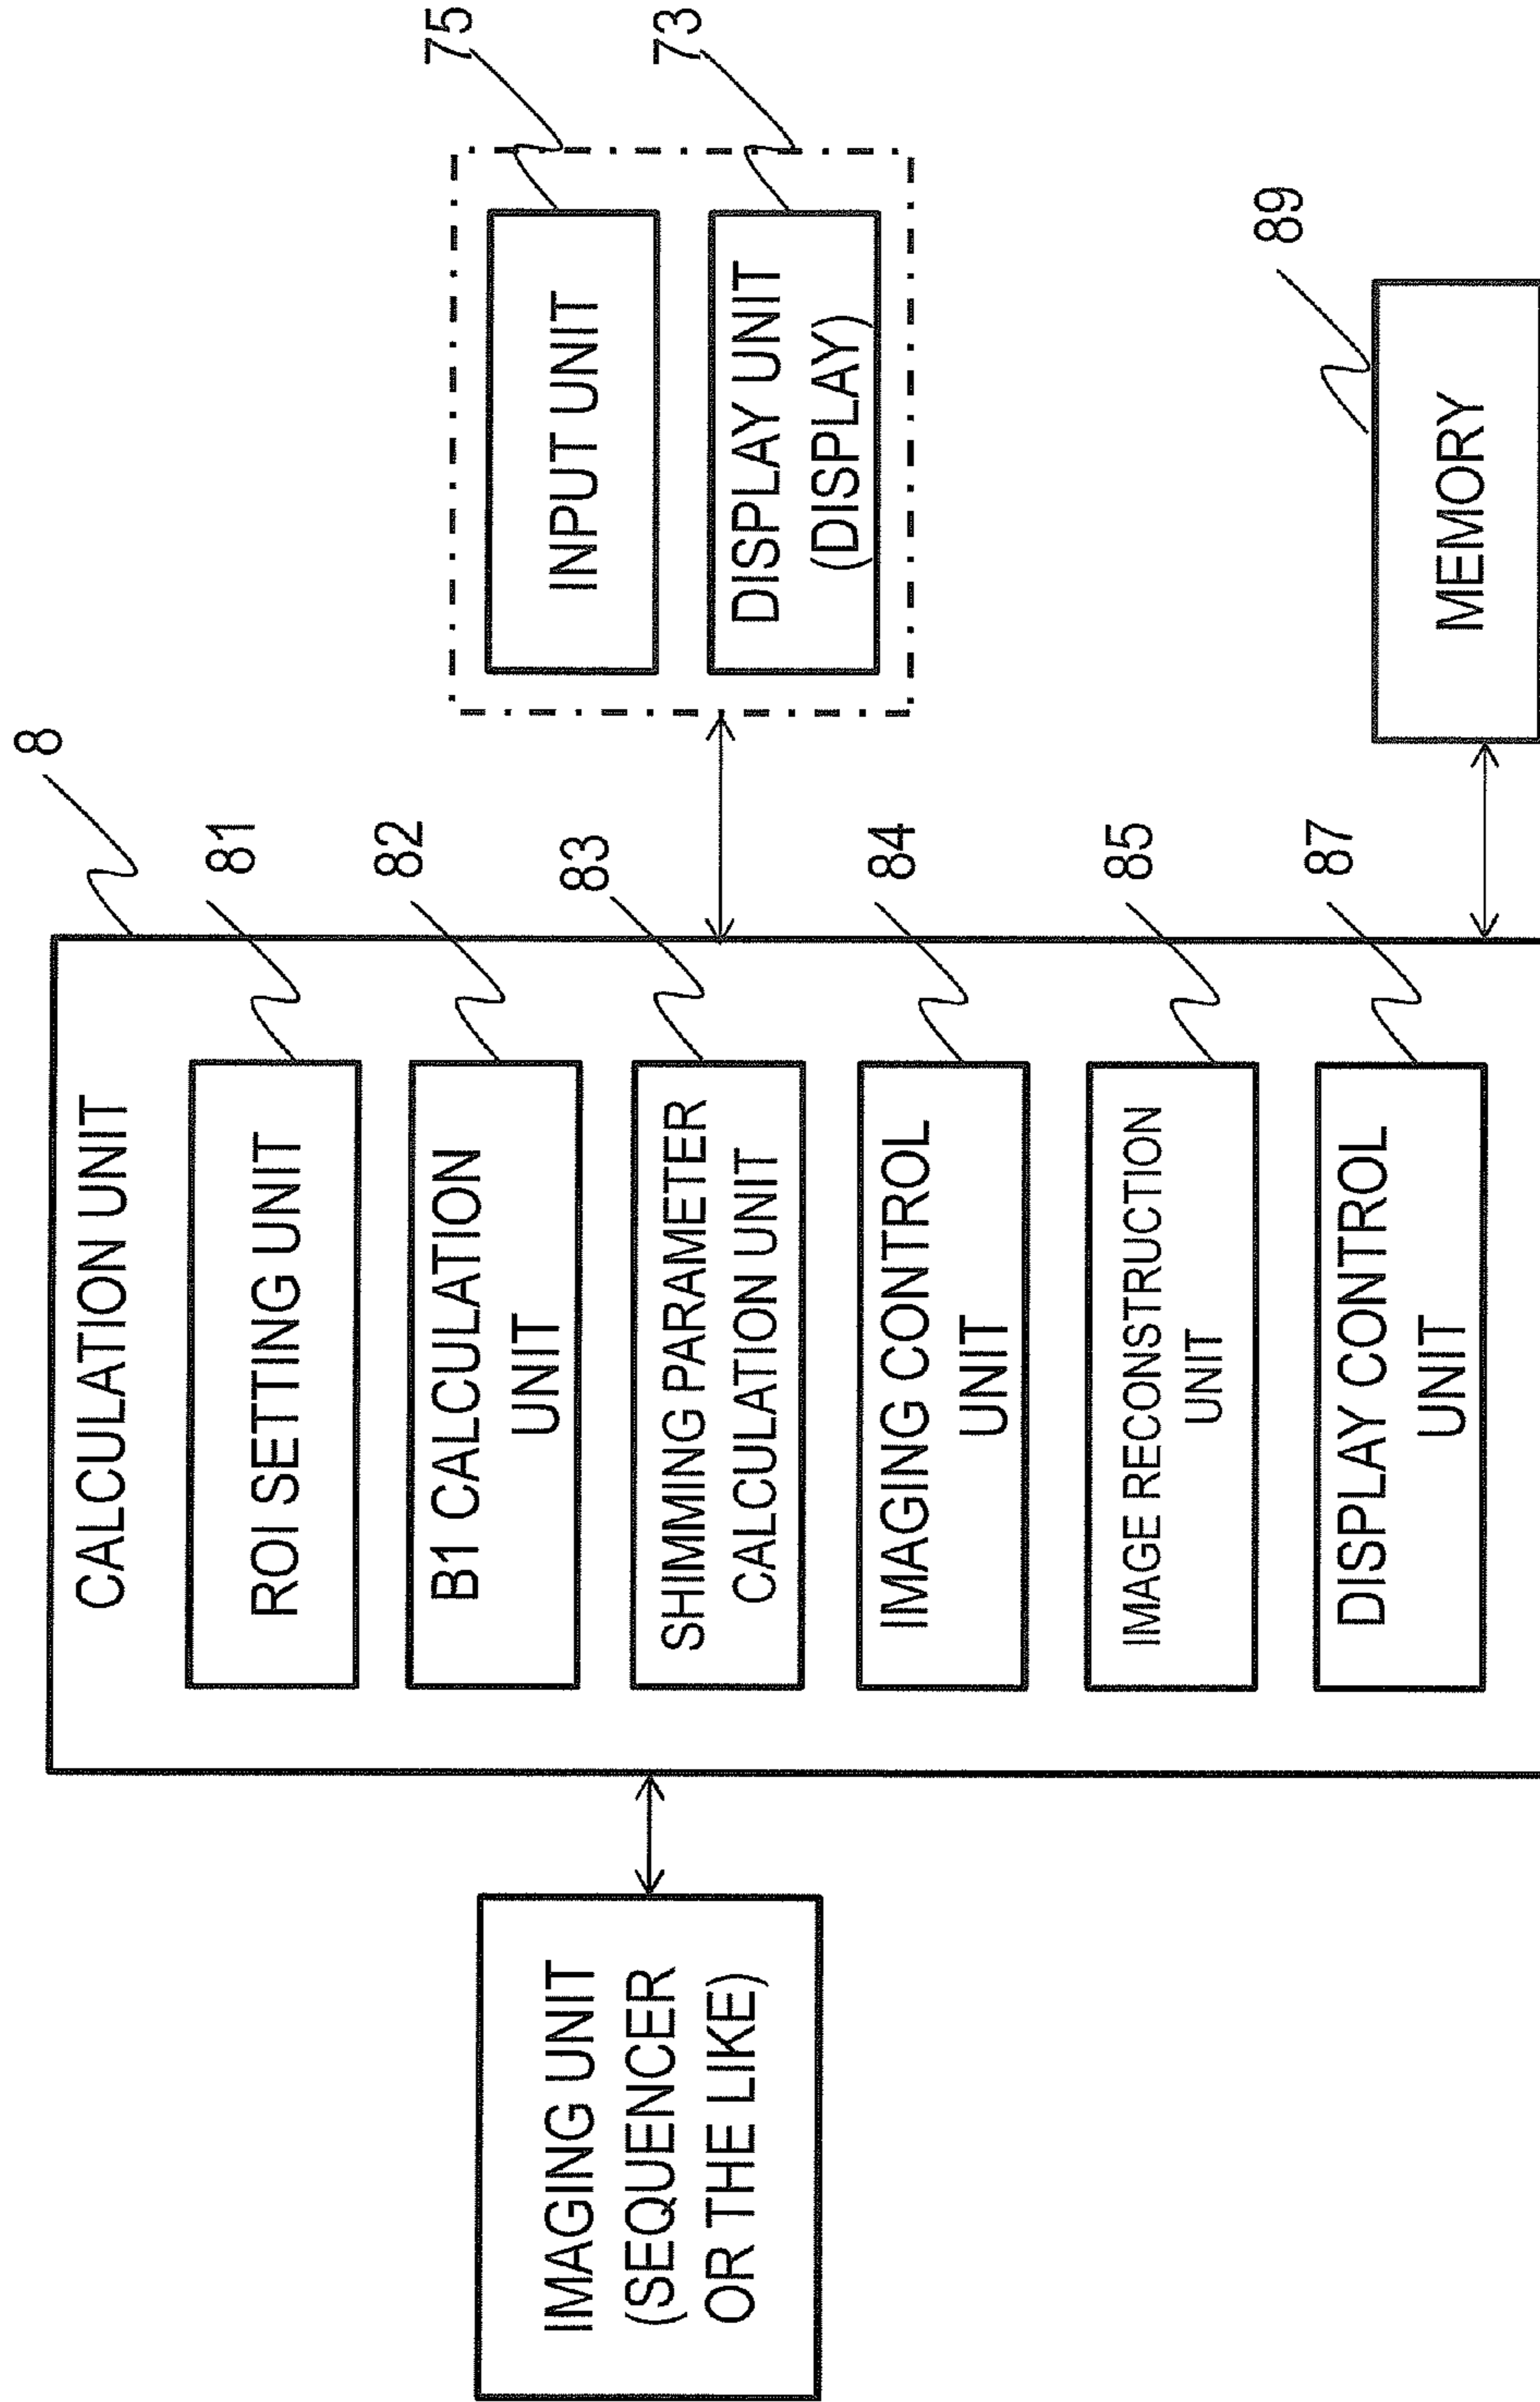 8
CALCULATION UNIT
81
ROI SETTING UNIT
82
B1 CALCULATION
UNIT
83
SHIMMING PARAMETER
CALCULATION UNIT
84
IMAGING CONTROL
UNIT
85
IMAGE RECONSTRUCTION
UNIT
87
DISPLAY CONTROL
UNIT
IMAGING UNIT
(SEQUENCER
OR THE LIKE)
75
INPUT UNIT
73
DISPLAY UNIT
(DISPLAY)
89
MEMORY